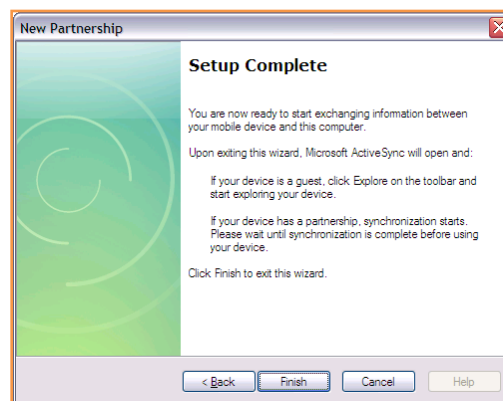 New Partnership
Setup Complete
You are now ready to start exchanging information between
your mobile device and this computer.
Upon exiting this wizard, Microsoft ActiveSync will open and:
If your device is a guest, click Explore on the toolbar and
start exploring your device.
If your device has a partnership, synchronization starts.
Please wait until synchronization is complete before using
your device.
Click Finish to exit this wizard.
< Back Finish Cancel Help